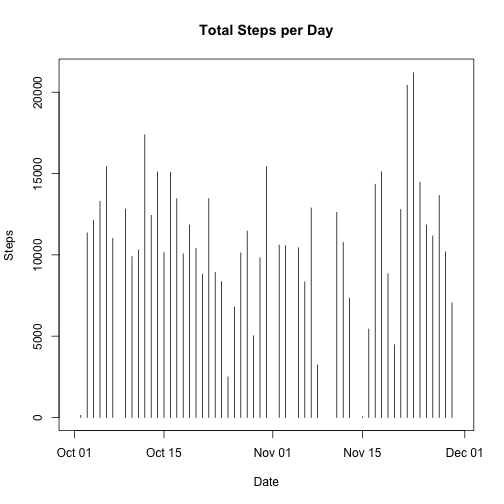 Total Steps per Day
Steps
20000
15000
10000
5000
0
Oct 01
Oct 15
Nov 01
Nov 15
Dec 01
Date